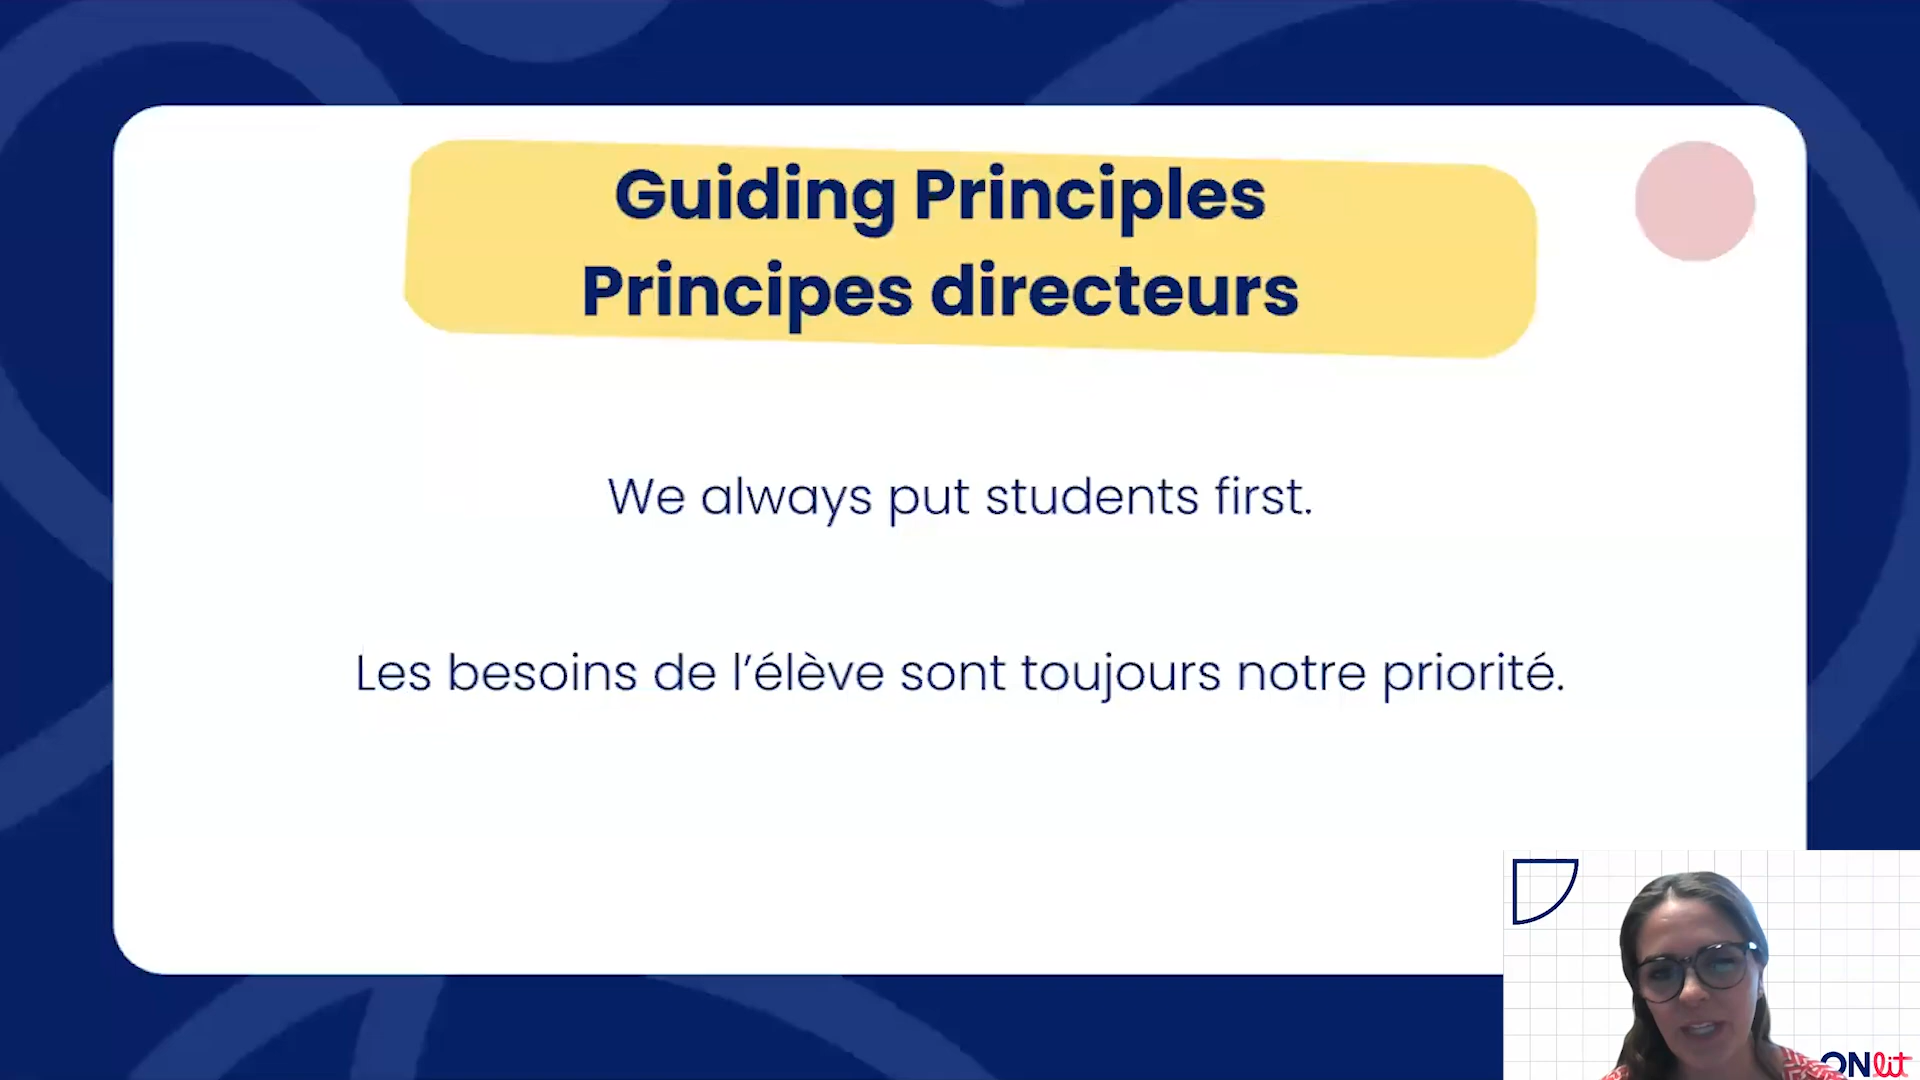 Guiding Principles
Principes directeurs
We always put students first.
Les besoins de l’élève sont toujours notre priorité.
ONlit